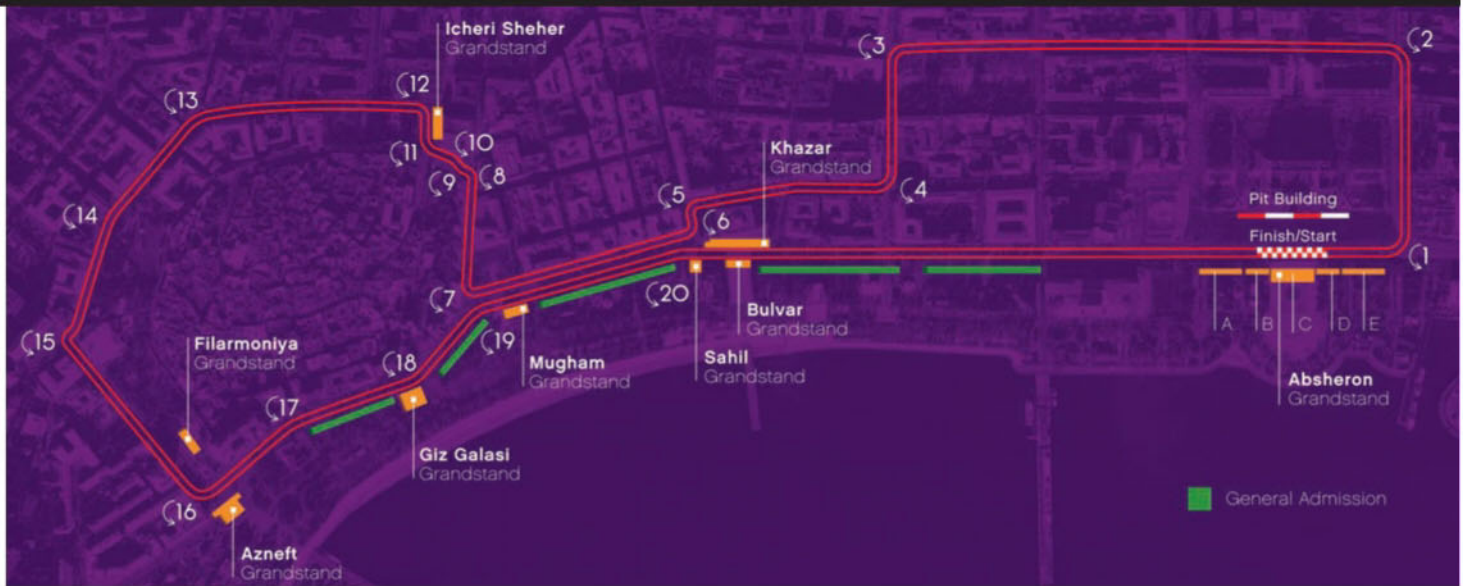 Icheri Sheher
Grandstand
3
2
12
13
10
11
8
9
Khazar
Grandstand
5
4
14
6
Pit Building
Finish/Start
1
7
20
15
Filarmoniya
Grandstand
18
19
Bulvar
Grandstand
A
B
C
D
E
Mugham
Grandstand
Sahil
Grandstand
Absheron
Grandstand
17
Giz Galasi
Grandstand
16
General Admission
Azneft
Grandstand